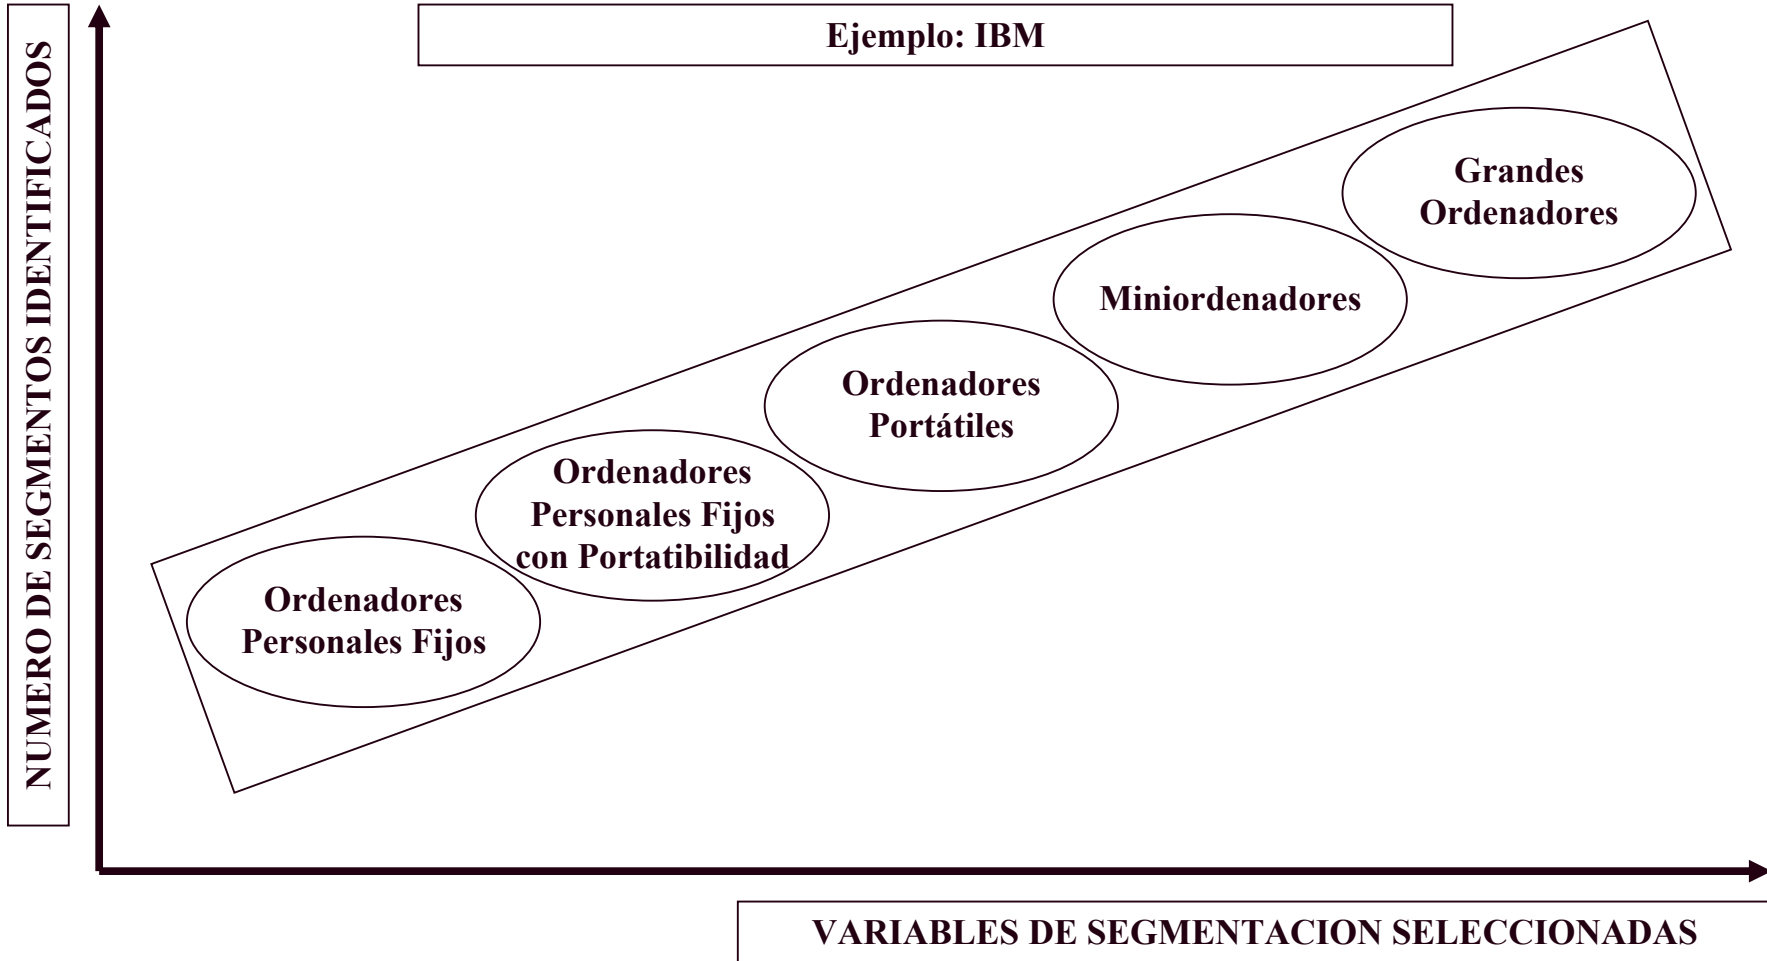 Ejemplo: IBM
NUMERO DE SEGMENTOS IDENTIFICADOS
Grandes
Ordenadores
Miniordenadores
Ordenadores
Portátiles
Ordenadores
Personales Fijos
con Portatibilidad
Ordenadores
Personales Fijos
VARIABLES DE SEGMENTACION SELECCIONADAS